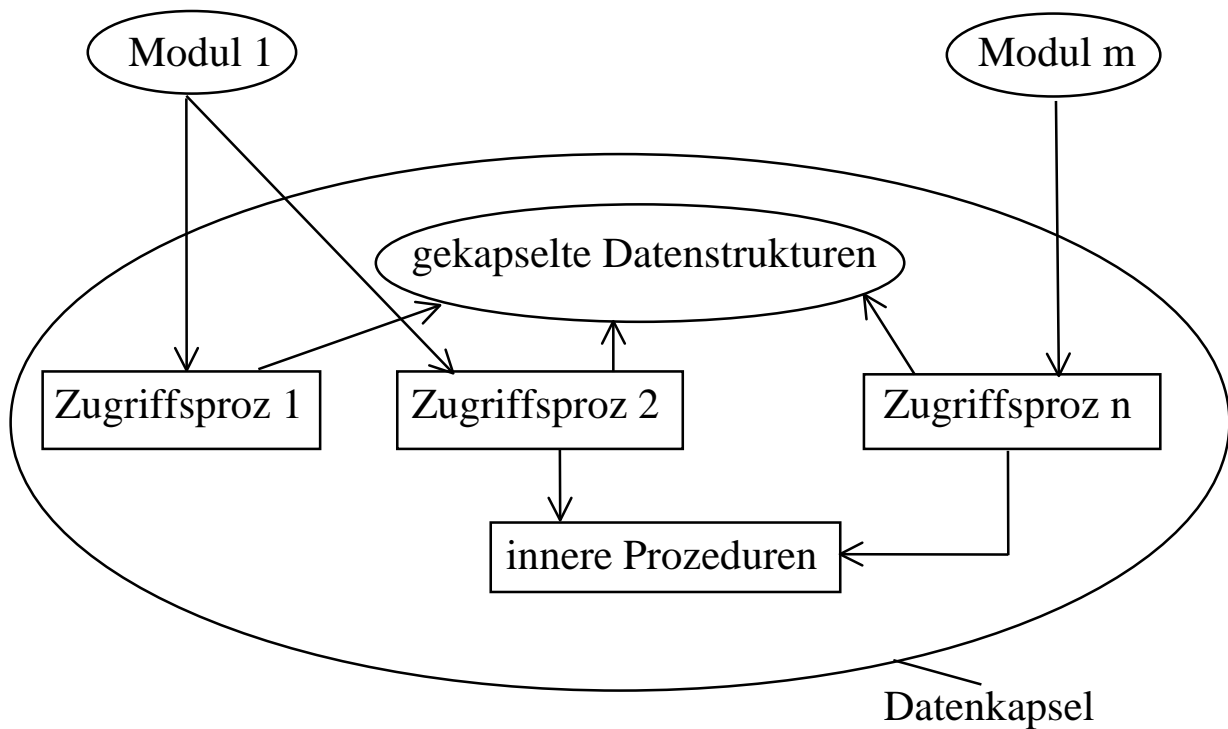 Modul 1
Modul m
gekapselte Datenstrukturen
Zugriffsproz 1
Zugriffsproz 2
Zugriffsproz n
innere Prozeduren
Datenkapsel